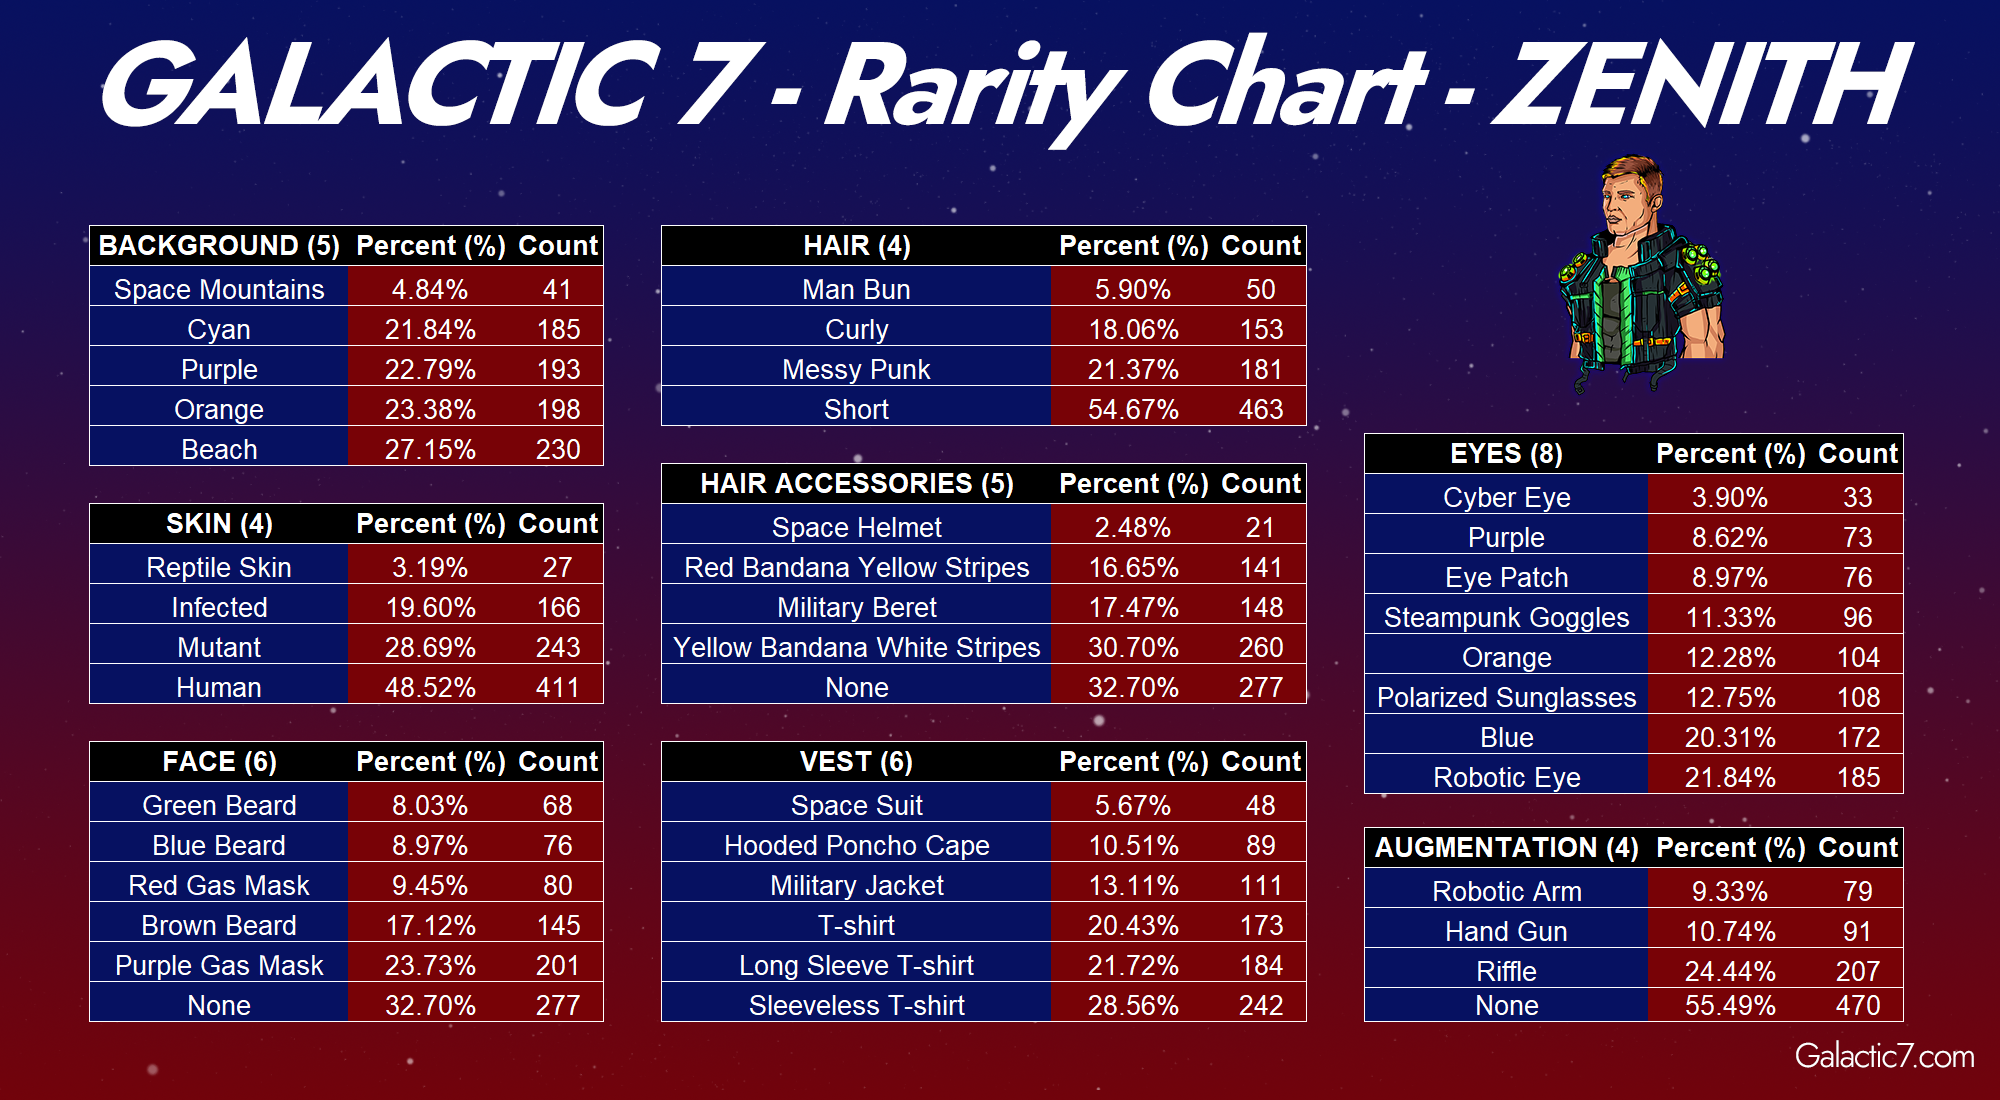 GALACTIC 7 - Rarity Chart - ZENITH
BACKGROUND (5) Percent (%) Count
Space Mountains 4.84% 41
Cyan 21.84% 185
Purple 22.79% 193
Orange 23.38% 198
Beach 27.15% 230
SKIN (4) Percent (%) Count
Reptile Skin 3.19% 27
Infected 19.60% 166
Mutant 28.69% 243
Human 48.52% 411
FACE (6) Percent (%) Count
Green Beard 8.03% 68
Blue Beard 8.97% 76
Red Gas Mask 9.45% 80
Brown Beard 17.12% 145
Purple Gas Mask 23.73% 201
None 32.70% 277
HAIR (4) Percent (%) Count
Man Bun 5.90% 50
Curly 18.06% 153
Messy Punk 21.37% 181
Short 54.67% 463
HAIR ACCESSORIES (5) Percent (%) Count
Space Helmet 2.48% 21
Red Bandana Yellow Stripes 16.65% 141
Military Beret 17.47% 148
Yellow Bandana White Stripes 30.70% 260
None 32.70% 277
VEST (6) Percent (%) Count
Space Suit 5.67% 48
Hooded Poncho Cape 10.51% 89
Military Jacket 13.11% 111
T-shirt 20.43% 173
Long Sleeve T-shirt 21.72% 184
Sleeveless T-shirt 28.56% 242
EYES (8) Percent (%) Count
Cyber Eye 3.90% 33
Purple 8.62% 73
Eye Patch 8.97% 76
Steampunk Goggles 11.33% 96
Orange 12.28% 104
Polarized Sunglasses 12.75% 108
Blue 20.31% 172
Robotic Eye 21.84% 185
AUGMENTATION (4) Percent (%) Count
Robotic Arm 9.33% 79
Hand Gun 10.74% 91
Riffle 24.44% 207
None 55.49% 470
Galactic7.com